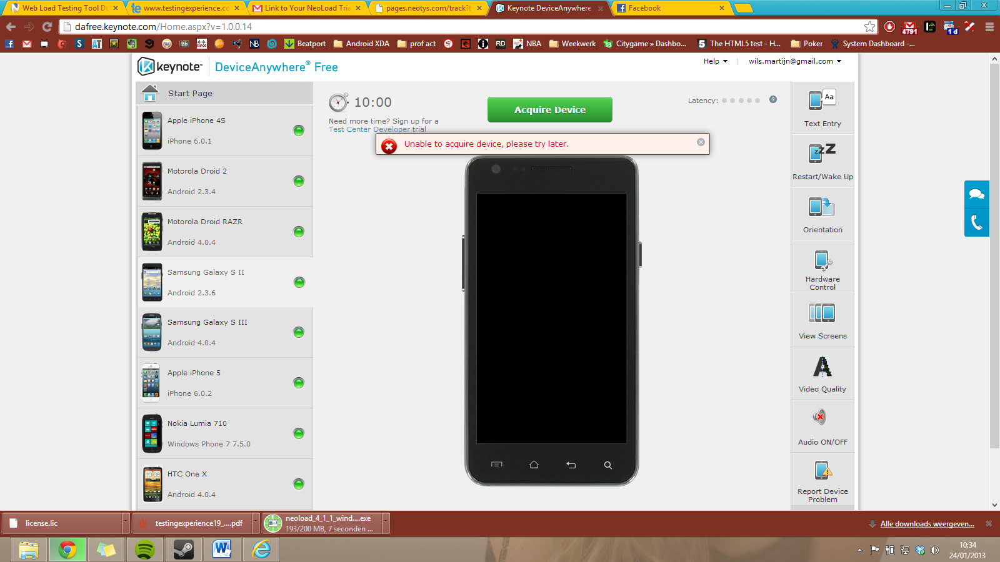 Web Load Testing Tool Do
www.testingexperience.co
Link to Your NeoLoad Tria
pages.neotys.com/track?t
Keynote DeviceAnywhere
Facebook
dafree.keynote.com/Home.aspx?v=1.0.0.14
4791
1 d
Beatport
Android XDA
prof act
NBA
Weekwerk
Citygame » Dashbo...
The HTML5 test - H...
Poker
System Dashboard -...
keynote
DeviceAnywhere® Free
Help
wils.martijn@gmail.com
Start Page
Apple iPhone 4S
iPhone 6.0.1
Motorola Droid 2
Android 2.3.4
Motorola Droid RAZR
Android 4.0.4
Samsung Galaxy S II
Android 2.3.6
Samsung Galaxy S III
Android 4.0.4
Apple iPhone 5
iPhone 6.0.2
Nokia Lumia 710
Windows Phone 7 7.5.0
HTC One X
Android 4.0.4
10:00
Need more time? Sign up for a
Test Center Developer trial
Acquire Device
Latency:
Unable to acquire device, please try later.
Aa
Text Entry
Restart/Wake Up
Orientation
Hardware
Control
View Screens
Video Quality
Audio ON/OFF
Report Device
Problem
license.lic
testingexperience19_....pdf
neoload_4_1_1_wind....exe
193/200 MB, 7 seconden ...
Alle downloads weergeven...
10:34
24/01/2013